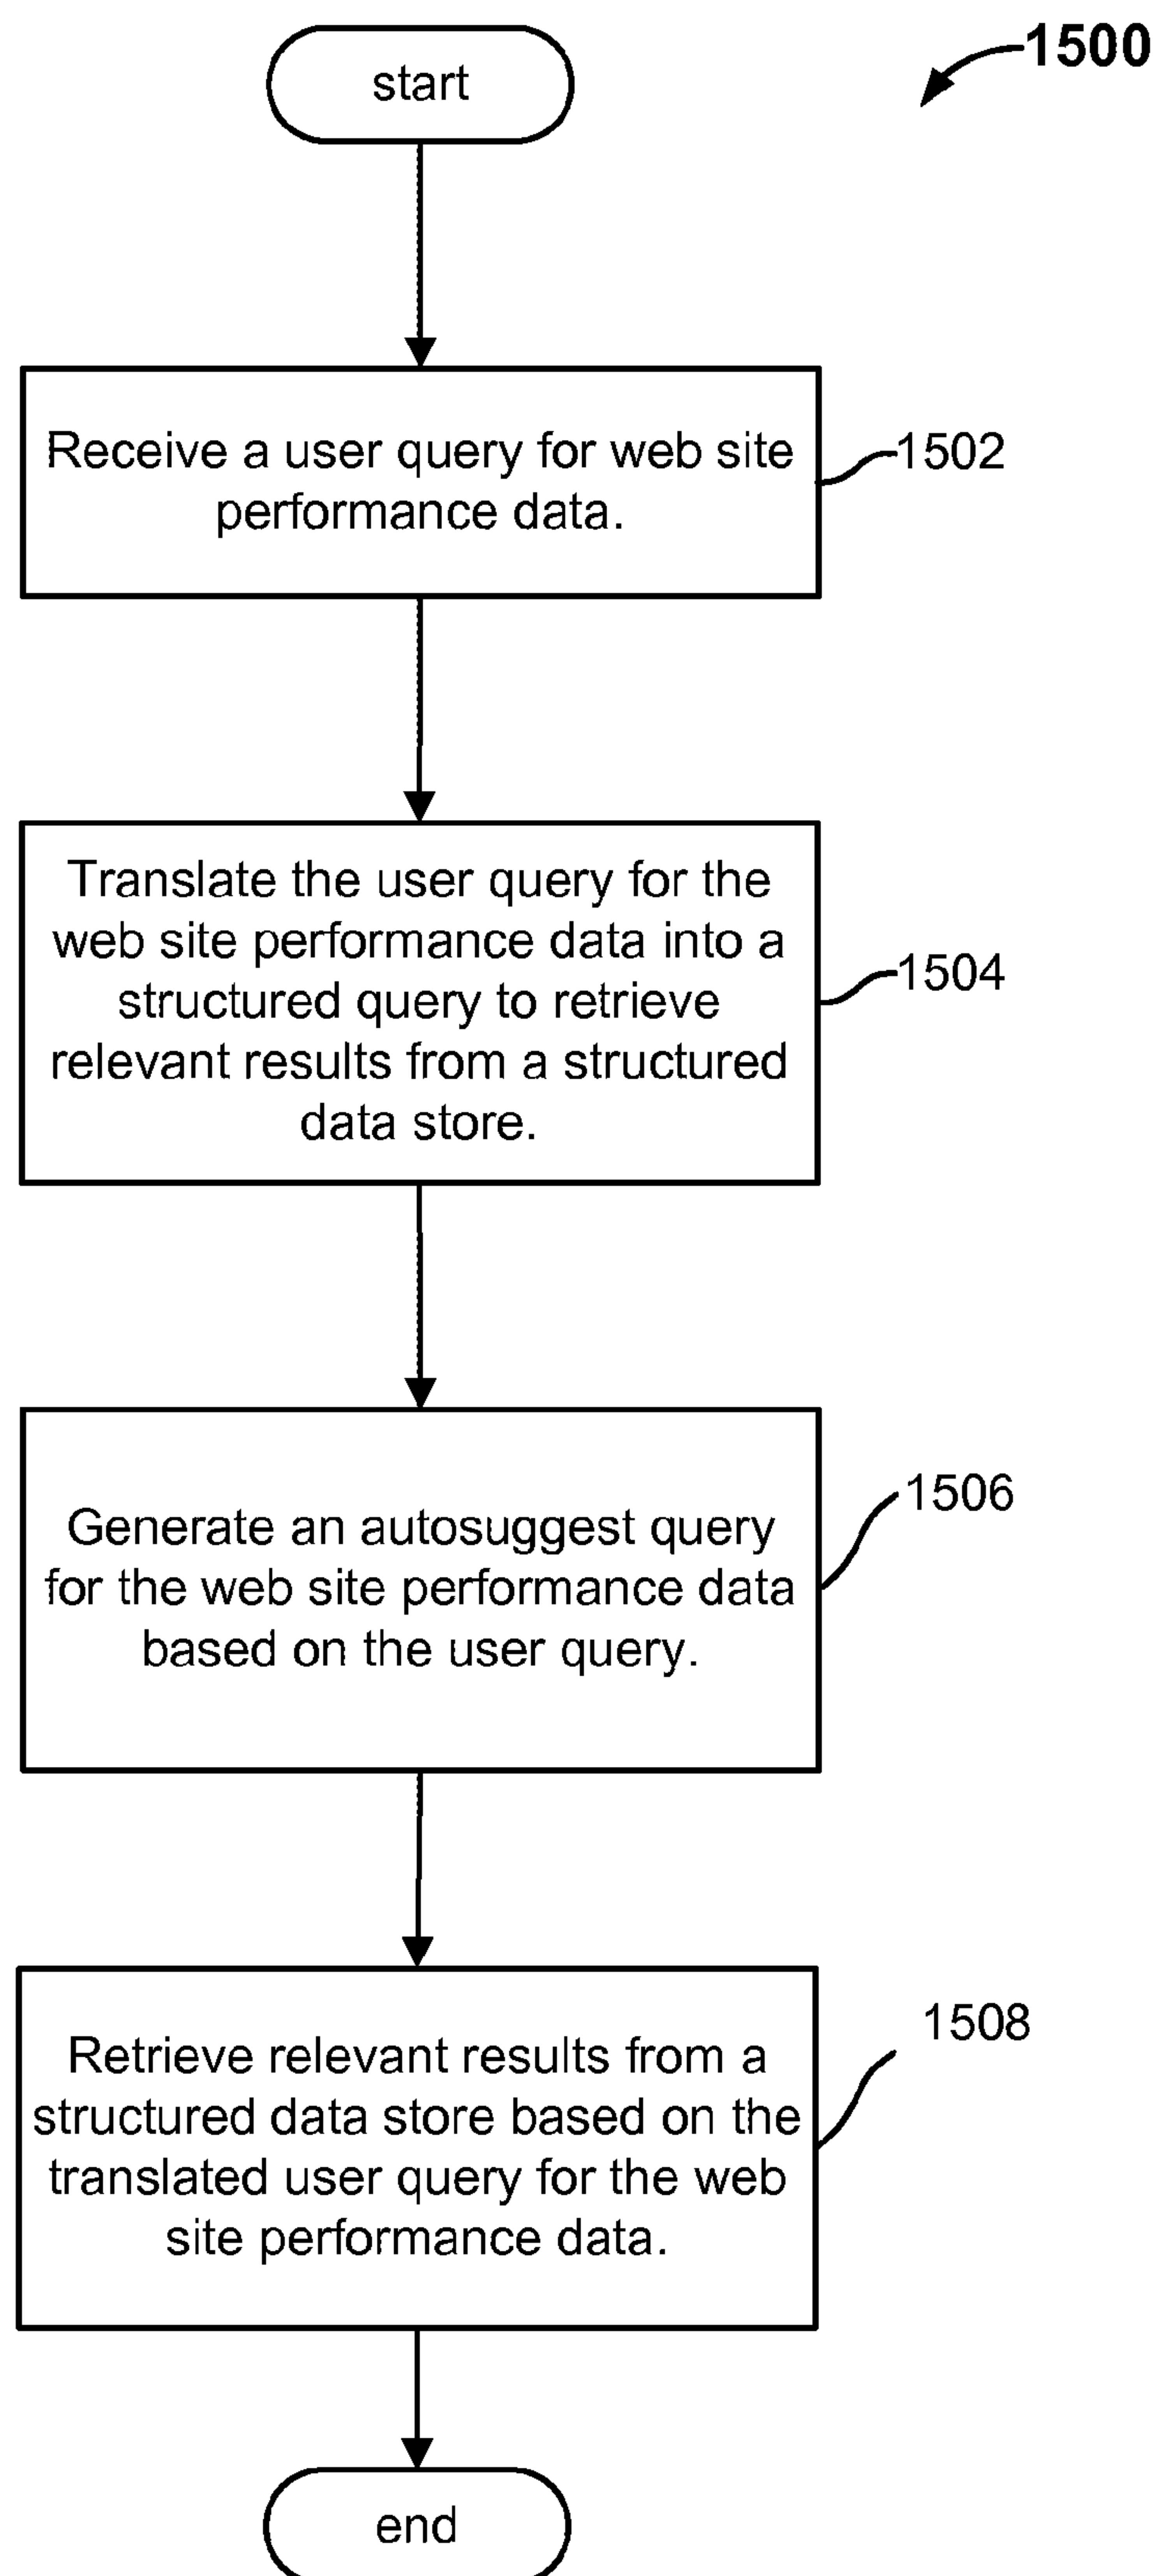 start
1500
Receive a user query for web site
performance data.
1502
Translate the user query for the
web site performance data into a
structured query to retrieve
relevant results from a structured
data store.
1504
Generate an autosuggest query
for the web site performance data
based on the user query.
1506
Retrieve relevant results from a
structured data store based on the
translated user query for the web
site performance data.
1508
end